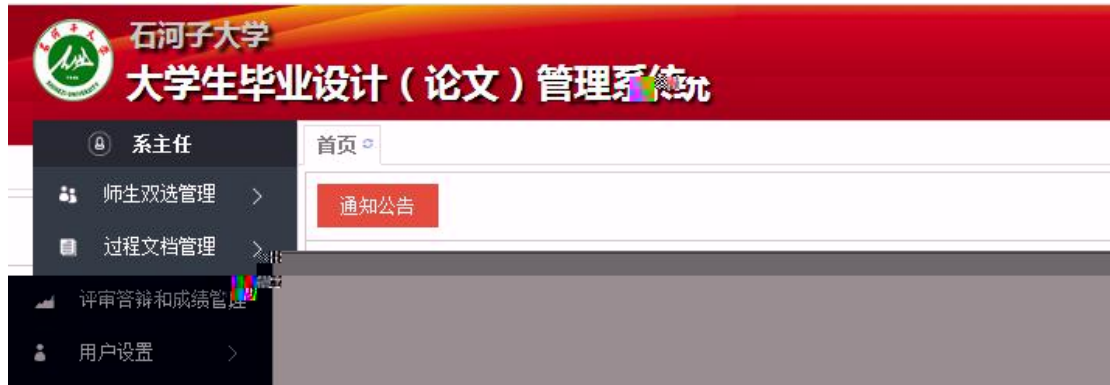 石河子大学
大学生毕业设计（论文）管理系统
系主任
首页
师生双选管理
通知公告
过程文档管理
评审答辩和成绩管理
用户设置